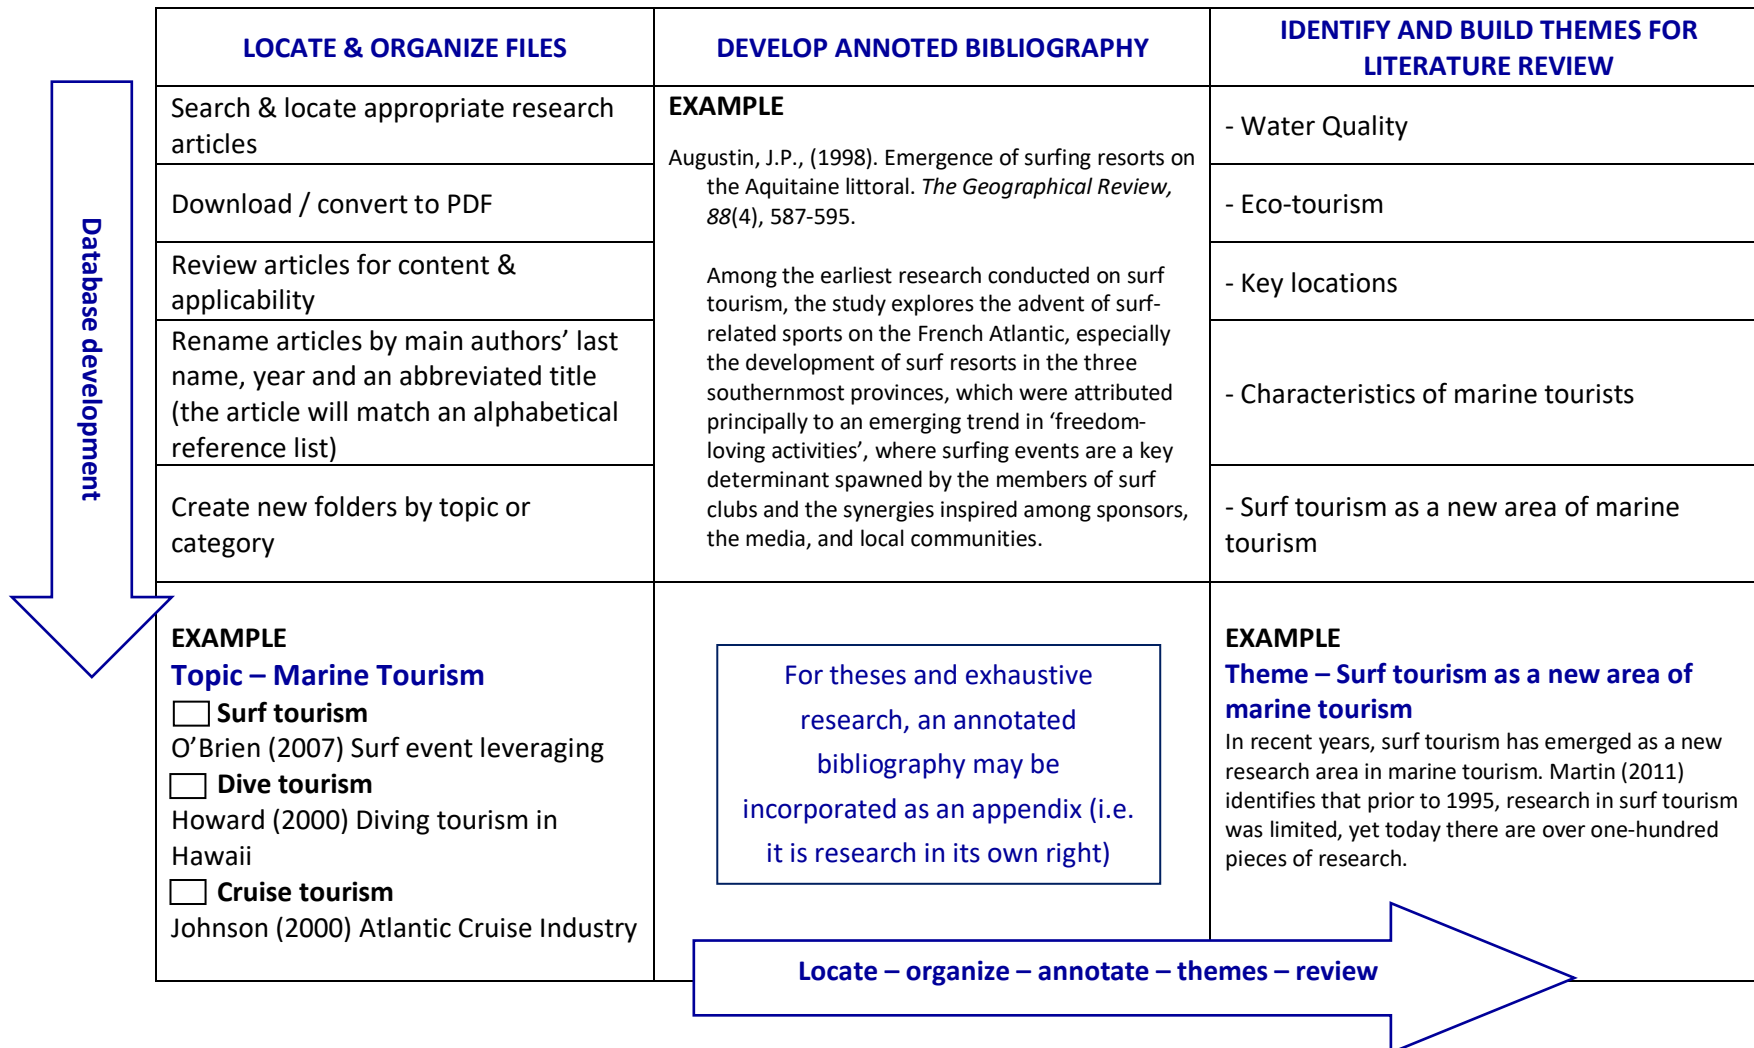 LOCATE & ORGANIZE FILES
DEVELOP ANNOTED BIBLIOGRAPHY
IDENTIFY AND BUILD THEMES FOR
LITERATURE REVIEW
Database development
Search & locate appropriate research
articles
Download / convert to PDF
Review articles for content &
applicability
Rename articles by main authors’ last
name, year and an abbreviated title
(the article will match an alphabetical
reference list)
Create new folders by topic or
category
EXAMPLE
Augustin, J.P., (1998). Emergence of surfing resorts on
the Aquitaine littoral. The Geographical Review,
88(4), 587-595.
Among the earliest research conducted on surf
tourism, the study explores the advent of surf-
related sports on the French Atlantic, especially
the development of surf resorts in the three
southernmost provinces, which were attributed
principally to an emerging trend in ‘freedom-
loving activities’, where surfing events are a key
determinant spawned by the members of surf
clubs and the synergies inspired among sponsors,
the media, and local communities.
- Water Quality
- Eco-tourism
- Key locations
- Characteristics of marine tourists
- Surf tourism as a new area of marine
tourism
EXAMPLE
Topic – Marine Tourism
Surf tourism
O’Brien (2007) Surf event leveraging
Dive tourism
Howard (2000) Diving tourism in
Hawaii
Cruise tourism
Johnson (2000) Atlantic Cruise Industry
For theses and exhaustive
research, an annotated
bibliography may be
incorporated as an appendix (i.e.
it is research in its own right)
EXAMPLE
Theme – Surf tourism as a new area of
marine tourism
In recent years, surf tourism has emerged as a new
research area in marine tourism. Martin (2011)
identifies that prior to 1995, research in surf tourism
was limited, yet today there are over one-hundred
pieces of research.
Locate – organize – annotate – themes – review